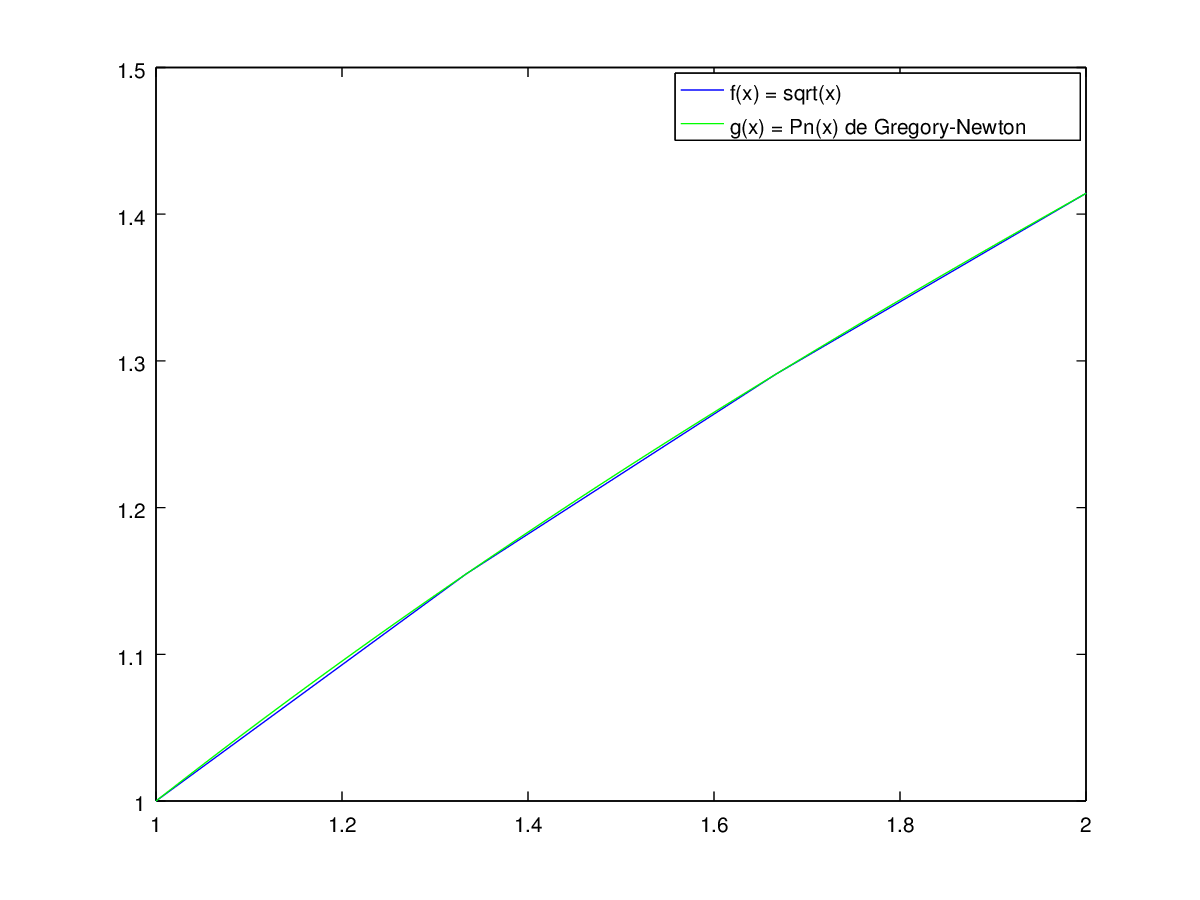 1.5
f(x) = sqrt(x)
g(x) = Pn(x) de Gregory-Newton
1.4
1.3
1.2
1.1
1
1 1.2 1.4 1.6 1.8 2